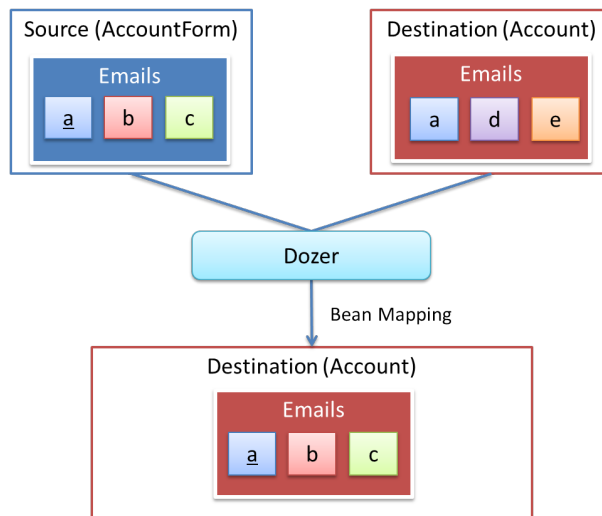 Source (AccountForm)
Emails
a b c
Destination (Account)
Emails
a d e
Dozer
Bean Mapping
Destination (Account)
Emails
a b c